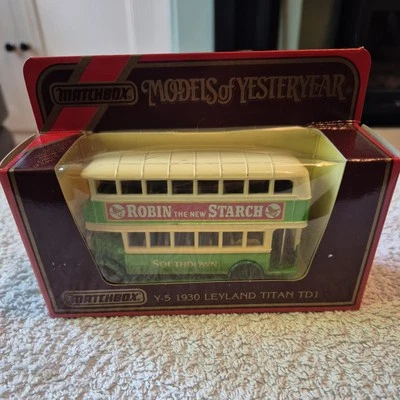 MATCHBOX
MODELS of YESTERYEAR
ROBIN THE NEW STARCH
SOUTHDOWN
MATCHBOX
Y-5 1930 LEYLAND TITAN TD1